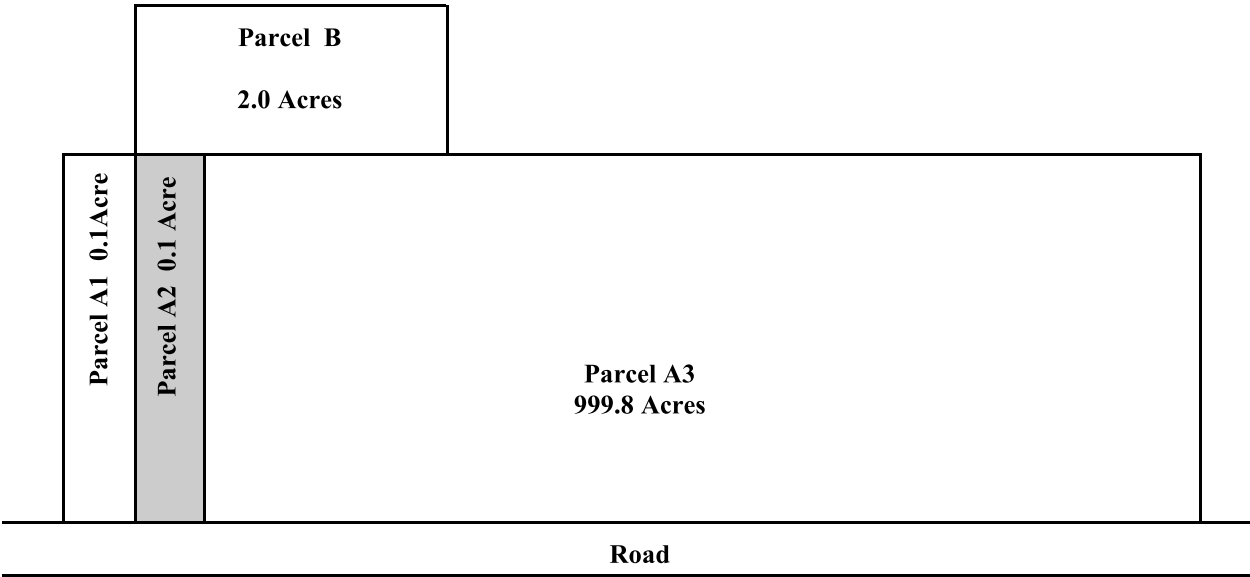 Parcel B
2.0 Acres
Parcel A1 0.1Acre
Parcel A2 0.1 Acre
Parcel A3
999.8 Acres
Road